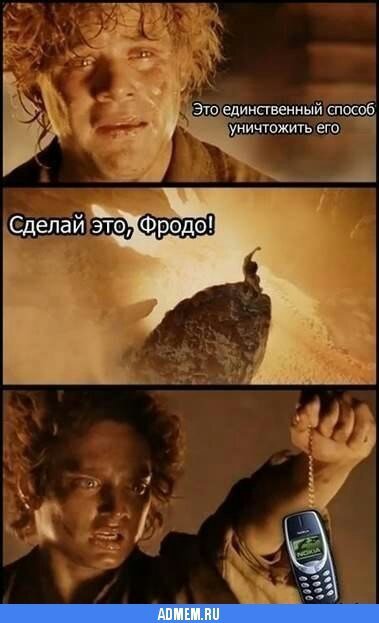 Это единственный способ
уничтожить его
Сделай это, Фродо!
NOKIA
ADMEM.RU